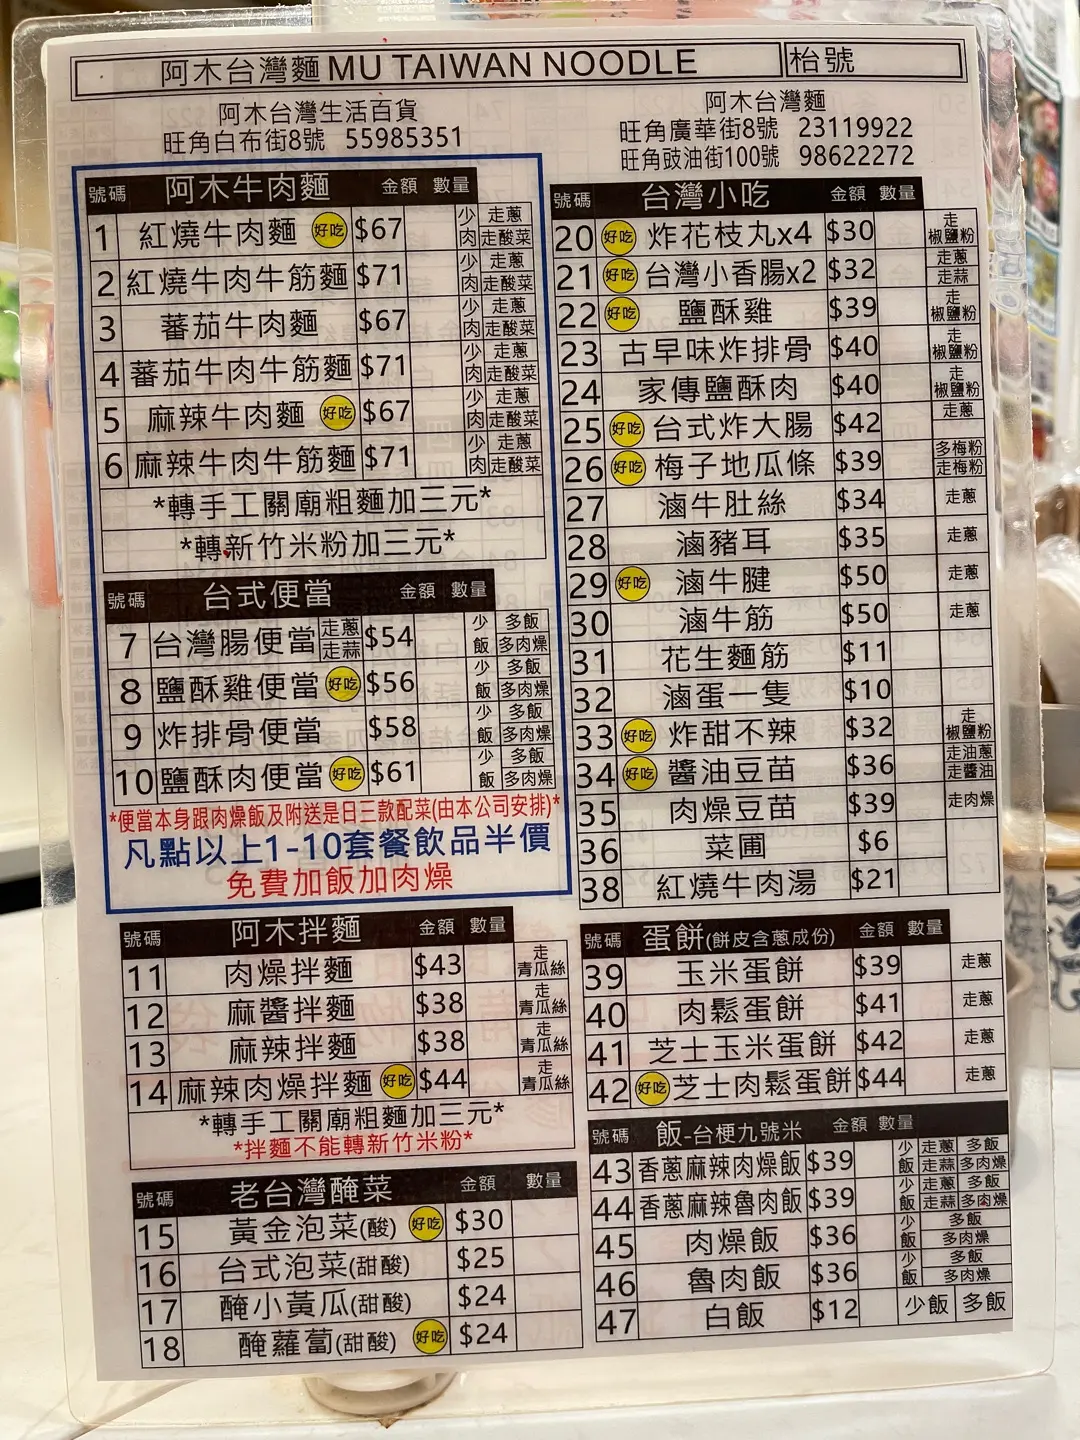 阿木台灣麵 MU TAIWAN NOODLE 枱號
阿木台灣生活百貨
旺角白布街8號 55985351
阿木台灣麵
旺角廣華街8號 23119922
旺角豉油街100號 98622272
號碼 阿木牛肉麵 金額 數量
1 紅燒牛肉麵 好吃 $67 少肉 走蔥 走酸菜
2 紅燒牛肉牛筋麵 $71 少肉 走蔥 走酸菜
3 蕃茄牛肉麵 $67 少肉 走蔥 走酸菜
4 蕃茄牛肉牛筋麵 $71 少肉 走蔥 走酸菜
5 麻辣牛肉麵 好吃 $67 少肉 走蔥 走酸菜
6 麻辣牛肉牛筋麵 $71 少肉 走蔥 走酸菜
*轉手工關廟粗麵加三元*
*轉新竹米粉加三元*
號碼 台式便當 金額 數量
7 台灣腸便當 走蔥 走蒜 $54 少飯 多飯 多肉燥
8 鹽酥雞便當 好吃 $56 少飯 多飯 多肉燥
9 炸排骨便當 $58 少飯 多飯 多肉燥
10 鹽酥肉便當 好吃 $61 少飯 多飯 多肉燥
*便當本身跟肉燥飯及附送是日三款配菜(由本公司安排)*
凡點以上1-10套餐飲品半價
免費加飯加肉燥
號碼 阿木拌麵 金額 數量
11 肉燥拌麵 $43 走青瓜絲
12 麻醬拌麵 $38 走青瓜絲
13 麻辣拌麵 $38 走青瓜絲
14 麻辣肉燥拌麵 好吃 $44 走青瓜絲
*轉手工關廟粗麵加三元*
*拌麵不能轉新竹米粉*
號碼 老台灣醃菜 金額 數量
15 黃金泡菜(酸) 好吃 $30
16 台式泡菜(甜酸) $25
17 醃小黃瓜(甜酸) $24
18 醃蘿蔔(甜酸) 好吃 $24
號碼 台灣小吃 金額 數量
20 好吃 炸花枝丸x4 $30 走椒鹽粉
21 好吃 台灣小香腸x2 $32 走蔥 走蒜
22 好吃 鹽酥雞 $39 走椒鹽粉
23 古早味炸排骨 $40 走椒鹽粉
24 家傳鹽酥肉 $40 走椒鹽粉
25 好吃 台式炸大腸 $42 走蔥
26 好吃 梅子地瓜條 $39 多梅粉 走梅粉
27 滷牛肚絲 $34 走蔥
28 滷豬耳 $35 走蔥
29 好吃 滷牛腱 $50 走蔥
30 滷牛筋 $50 走蔥
31 花生麵筋 $11
32 滷蛋一隻 $10
33 好吃 炸甜不辣 $32 走椒鹽粉
34 好吃 醬油豆苗 $36 走油蔥 走醬油
35 肉燥豆苗 $39 走肉燥
36 菜圃 $6
38 紅燒牛肉湯 $21
號碼 蛋餅(餅皮含蔥成份) 金額 數量
39 玉米蛋餅 $39 走蔥
40 肉鬆蛋餅 $41 走蔥
41 芝士玉米蛋餅 $42 走蔥
42 好吃 芝士肉鬆蛋餅 $44 走蔥
號碼 飯-台梗九號米 金額 數量
43 香蔥麻辣肉燥飯 $39 少飯 走蔥 走蒜 多飯 多肉燥
44 香蔥麻辣魯肉飯 $39 少飯 走蔥 走蒜 多飯 多肉燥
45 肉燥飯 $36 少飯 多飯 多肉燥
46 魯肉飯 $36 少飯 多飯 多肉燥
47 白飯 $12 少飯 多飯